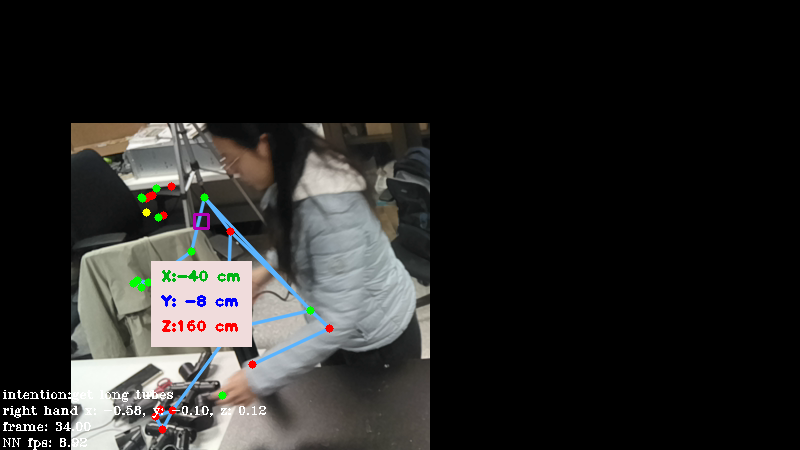 X:-40 cm
Y: -8 cm
Z:160 cm
intention: long tubes
right hand x: -0.58, y: -0.10, z: 0.12
frame: 34.00
NN fps: 8.92